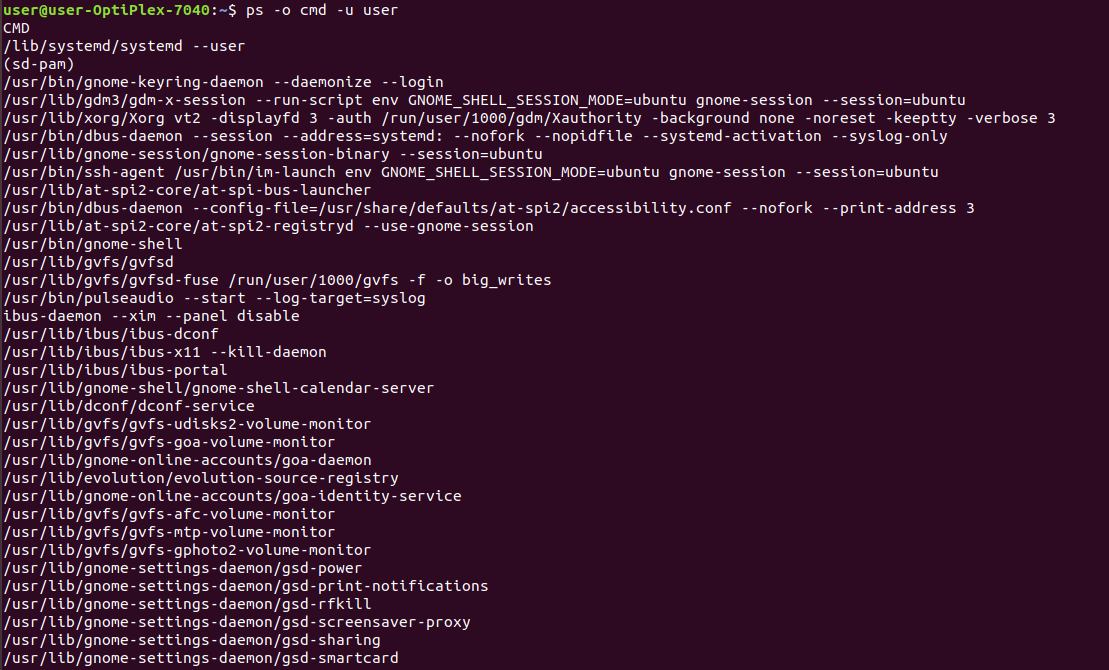 user@user-OptiPlex-7040:~$ ps -o cmd -u user
CMD
/lib/systemd/systemd --user
(sd-pam)
/usr/bin/gnome-keyring-daemon --daemonize --login
/usr/lib/gdm3/gdm-x-session --run-script env GNOME_SHELL_SESSION_MODE=ubuntu gnome-session --session=ubuntu
/usr/lib/xorg/Xorg vt2 -displayfd 3 -auth /run/user/1000/gdm/Xauthority -background none -noreset -keeptty -verbose 3
/usr/bin/dbus-daemon --session --address=systemd: --nofork --nopidfile --systemd-activation --syslog-only
/usr/lib/gnome-session/gnome-session-binary --session=ubuntu
/usr/bin/ssh-agent /usr/bin/im-launch env GNOME_SHELL_SESSION_MODE=ubuntu gnome-session --session=ubuntu
/usr/lib/at-spi2-core/at-spi-bus-launcher
/usr/bin/dbus-daemon --config-file=/usr/share/defaults/at-spi2/accessibility.conf --nofork --print-address 3
/usr/lib/at-spi2-core/at-spi2-registryd --use-gnome-session
/usr/bin/gnome-shell
/usr/lib/gvfs/gvfsd
/usr/lib/gvfs/gvfsd-fuse /run/user/1000/gvfs -f -o big_writes
/usr/bin/pulseaudio --start --log-target=syslog
ibus-daemon --xim --panel disable
/usr/lib/ibus/ibus-dconf
/usr/lib/ibus/ibus-x11 --kill-daemon
/usr/lib/ibus/ibus-portal
/usr/lib/gnome-shell/gnome-shell-calendar-server
/usr/lib/dconf/dconf-service
/usr/lib/gvfs/gvfs-udisks2-volume-monitor
/usr/lib/gvfs/gvfs-goa-volume-monitor
/usr/lib/gnome-online-accounts/goa-daemon
/usr/lib/evolution/evolution-source-registry
/usr/lib/gnome-online-accounts/goa-identity-service
/usr/lib/gvfs/gvfs-afc-volume-monitor
/usr/lib/gvfs/gvfs-mtp-volume-monitor
/usr/lib/gvfs/gvfs-gphoto2-volume-monitor
/usr/lib/gnome-settings-daemon/gsd-power
/usr/lib/gnome-settings-daemon/gsd-print-notifications
/usr/lib/gnome-settings-daemon/gsd-rfkill
/usr/lib/gnome-settings-daemon/gsd-screensaver-proxy
/usr/lib/gnome-settings-daemon/gsd-sharing
/usr/lib/gnome-settings-daemon/gsd-smartcard